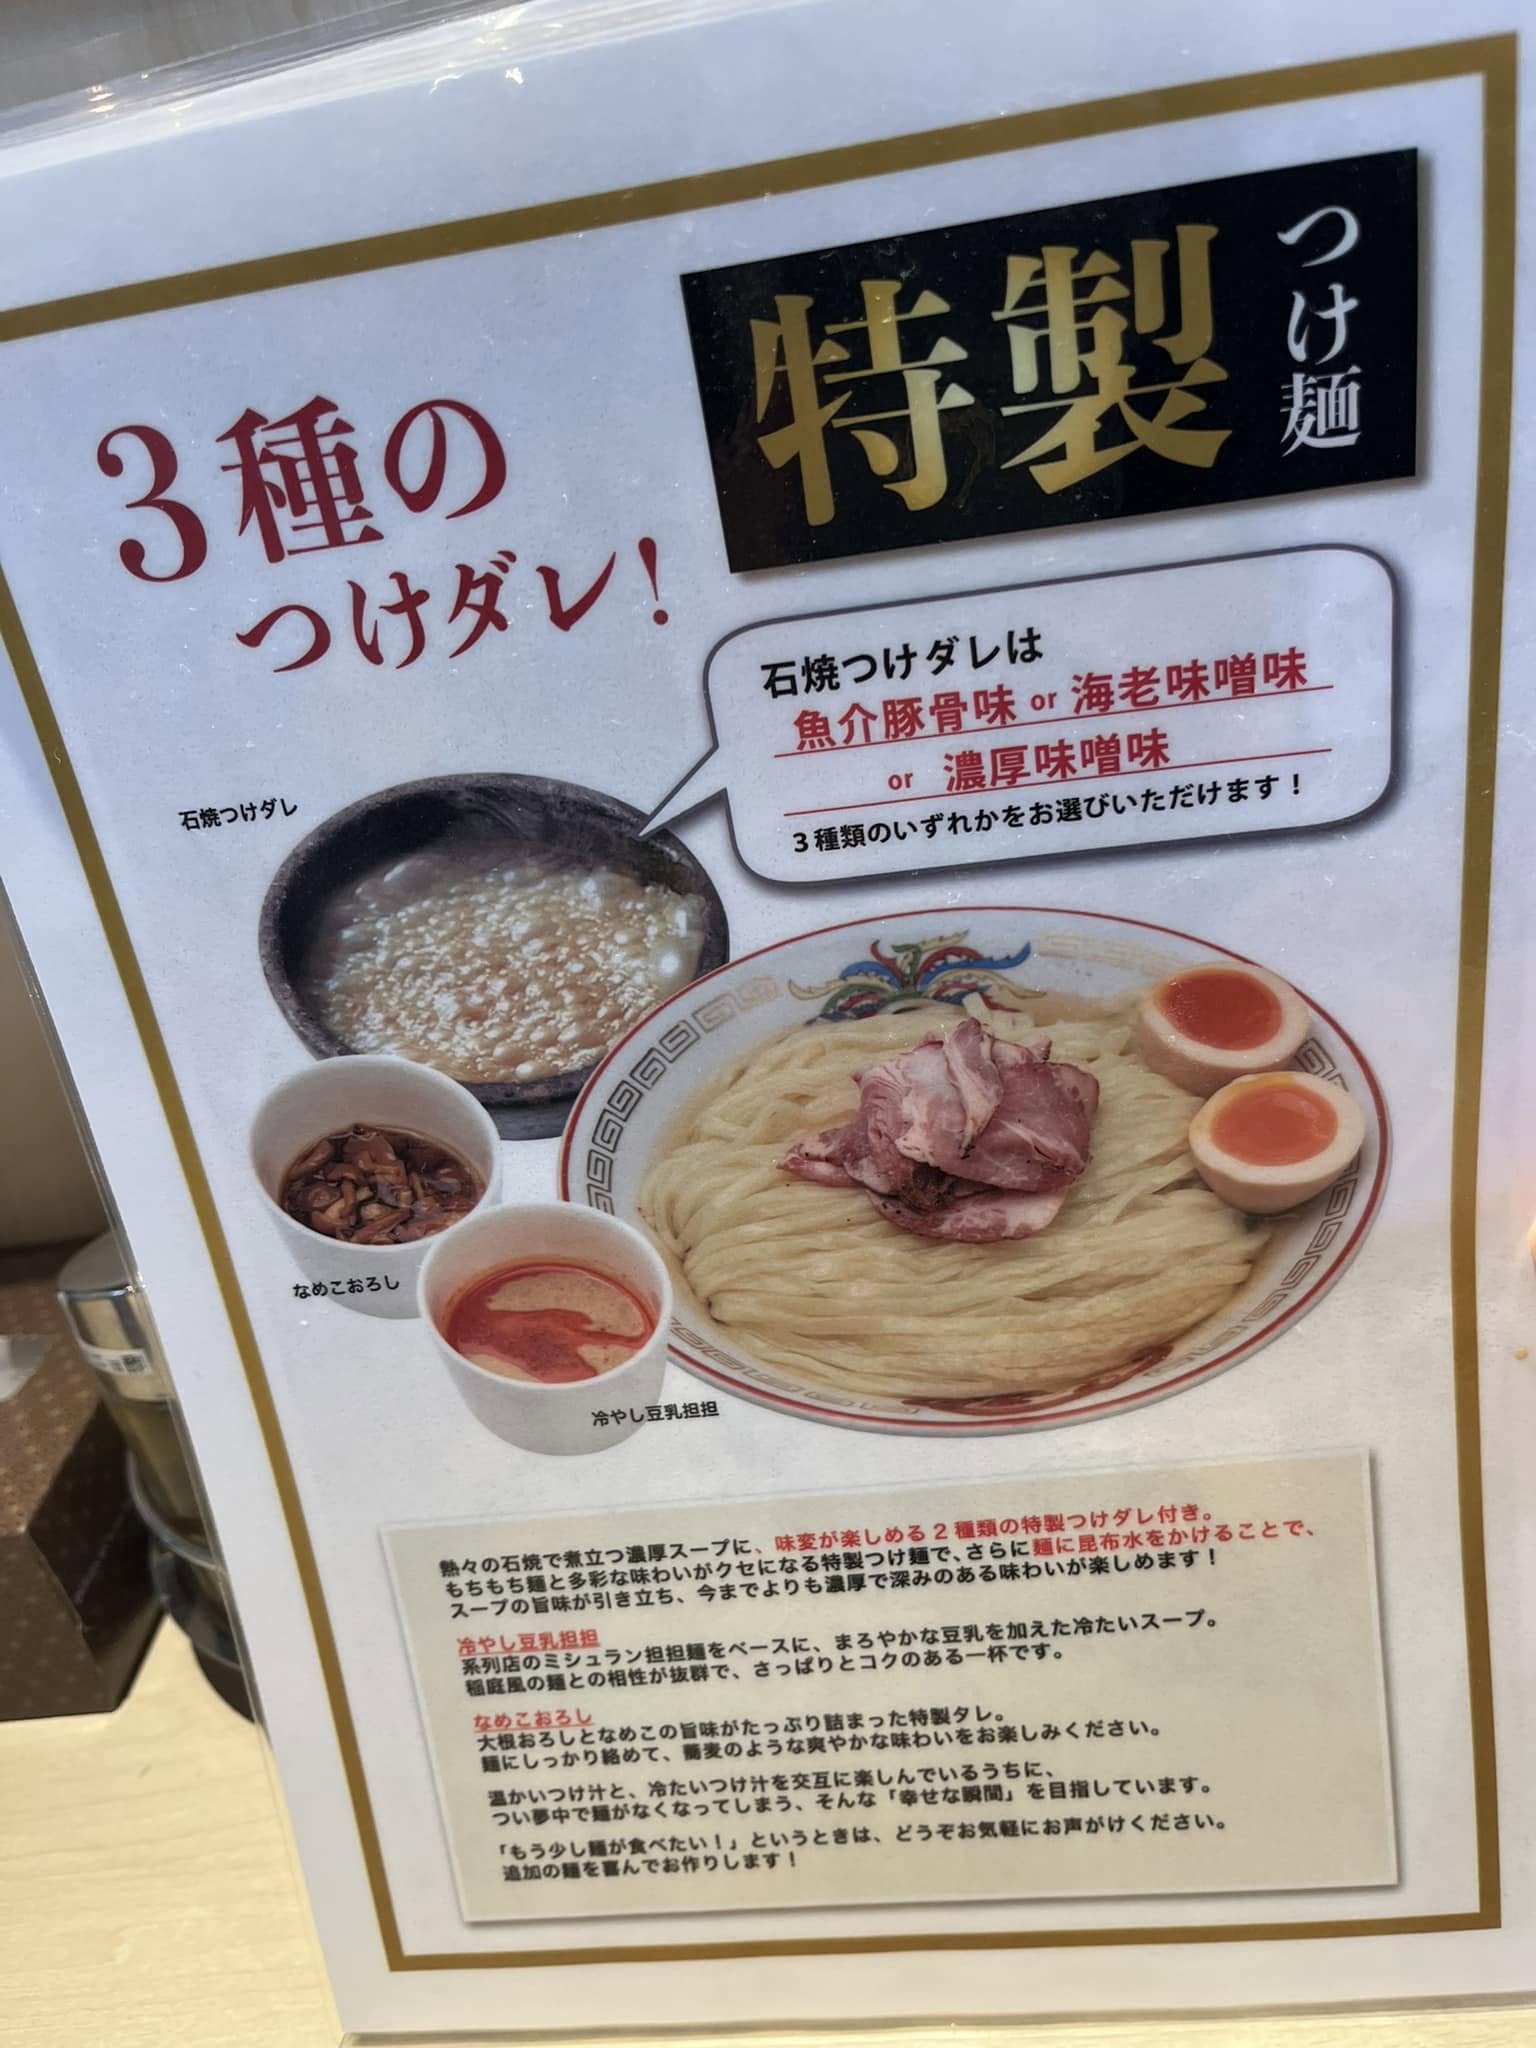 特製
つけ麺
3種の
つけダレ！
石焼つけダレは
魚介豚骨味 or 海老味噌味
or 濃厚味噌味
3種類のいずれかをお選びいただけます！
石焼つけダレ
なめこおろし
冷やし豆乳担担
熱々の石焼で煮立つ濃厚スープに、味変が楽しめる2種類の特製つけダレ付き。
もちもち麺と多彩な味わいがクセになる特製つけ麺で、さらに麺に昆布水をかけることで、
スープの旨味が引き立ち、今までよりも濃厚で深みのある味わいが楽しめます！
冷やし豆乳担担
系列店のミシュラン担担麺をベースに、まろやかな豆乳を加えた冷たいスープ。
稲庭風の麺との相性が抜群で、さっぱりとコクのある一杯です。
なめこおろし
大根おろしとなめこの旨味がたっぷり詰まった特製タレ。
麺にしっかり絡めて、蕎麦のような爽やかな味わいをお楽しみください。
温かいつけ汁と、冷たいつけ汁を交互に楽しんでいるうちに、
つい夢中で麺がなくなってしまう、そんな「幸せな瞬間」を目指しています。
「もう少し麺が食べたい！」というときは、どうぞお気軽にお声がけください。
追加の麺を喜んでお作りします！